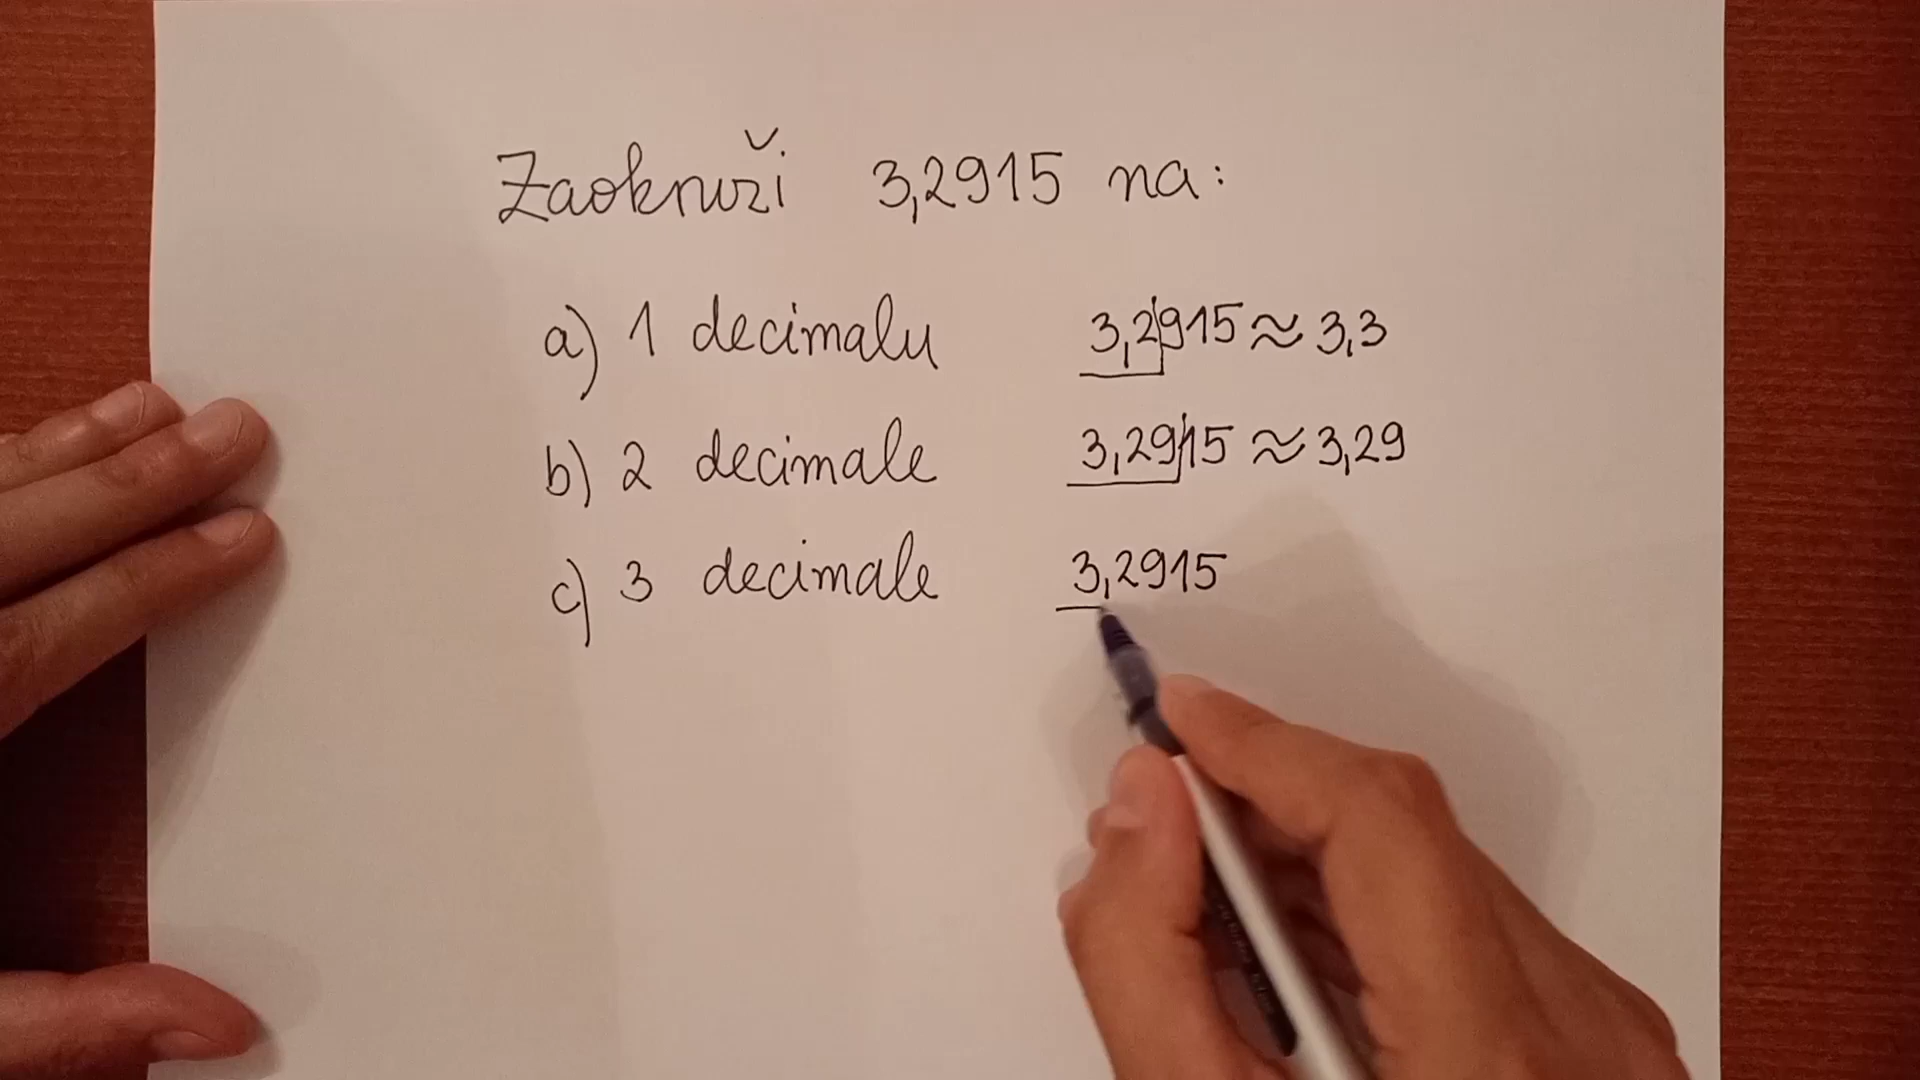 Zaokruži 3,2915 na:
a) 1 decimalu 3,2915 ≈ 3,3
b) 2 decimale 3,2915 ≈ 3,29
c) 3 decimale 3,2915